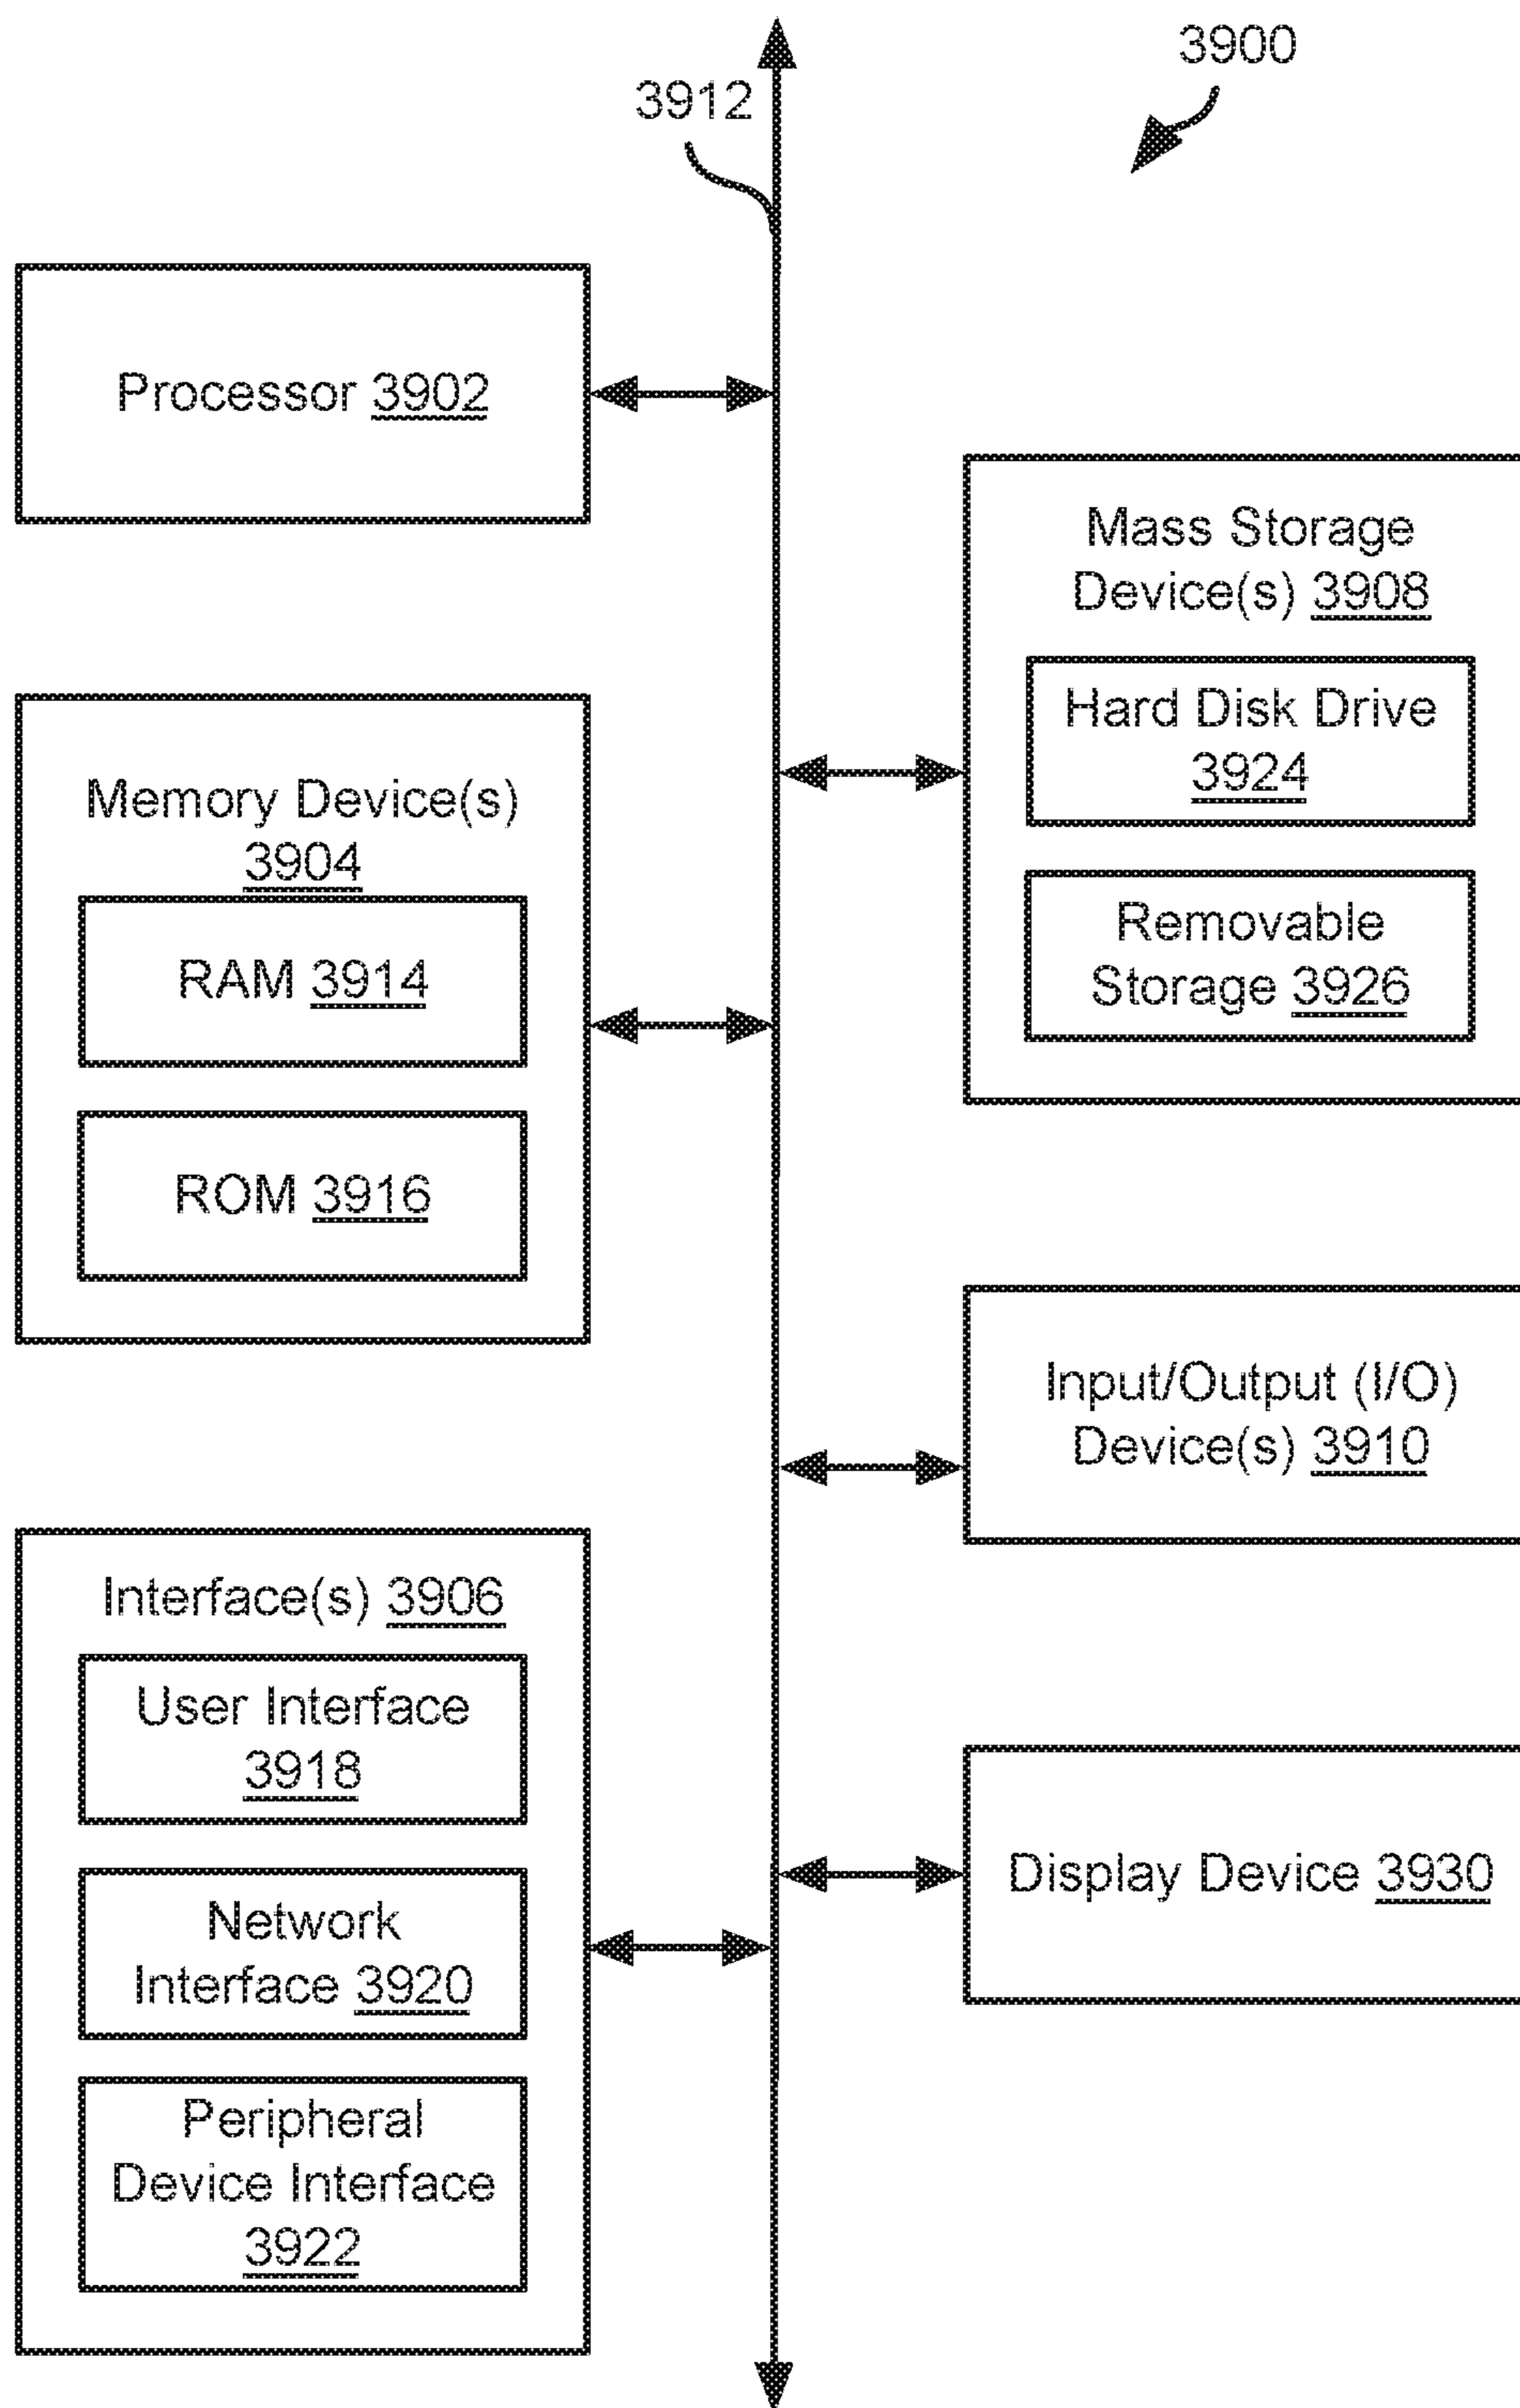 3900
3912
Processor 3902
Mass Storage
Device(s) 3908
Hard Disk Drive
3924
Removable
Storage 3926
Memory Device(s)
3904
RAM 3914
ROM 3916
Input/Output (I/O)
Device(s) 3910
Interface(s) 3906
User Interface
3918
Network
Interface 3920
Peripheral
Device Interface
3922
Display Device 3930